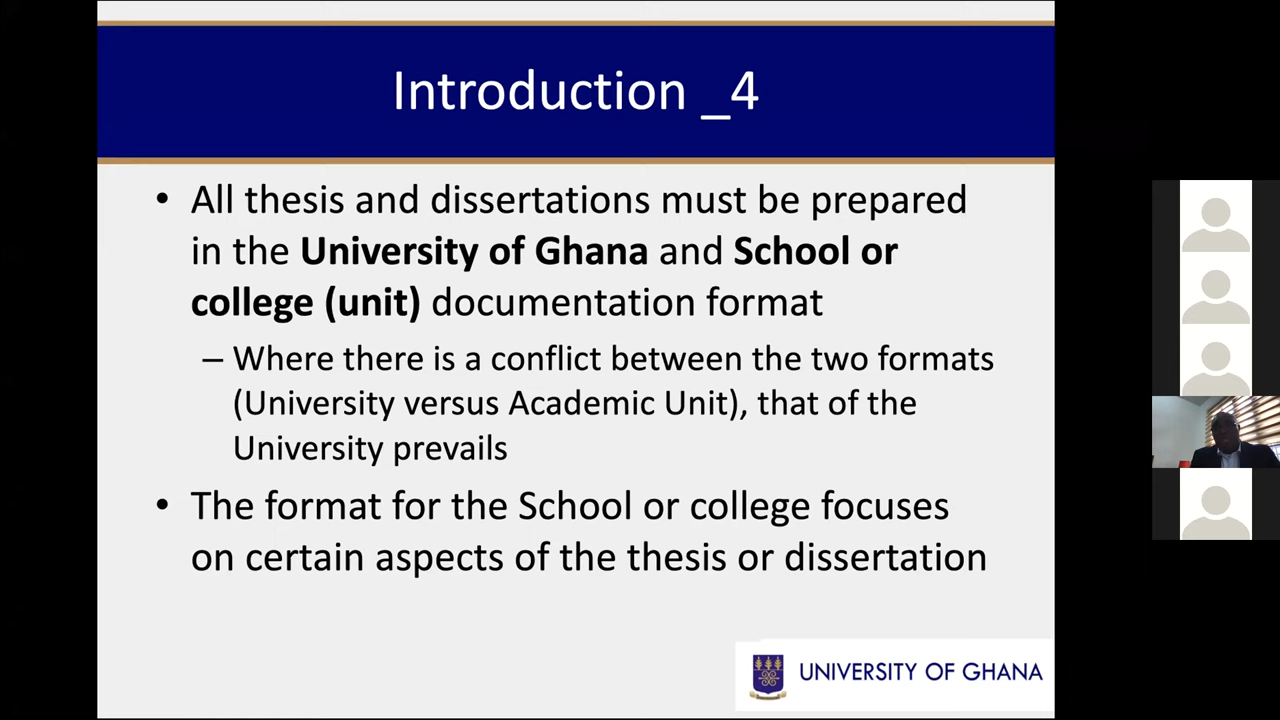 Introduction _4
• All thesis and dissertations must be prepared
in the University of Ghana and School or
college (unit) documentation format
– Where there is a conflict between the two formats
(University versus Academic Unit), that of the
University prevails
• The format for the School or college focuses
on certain aspects of the thesis or dissertation
UNIVERSITY OF GHANA